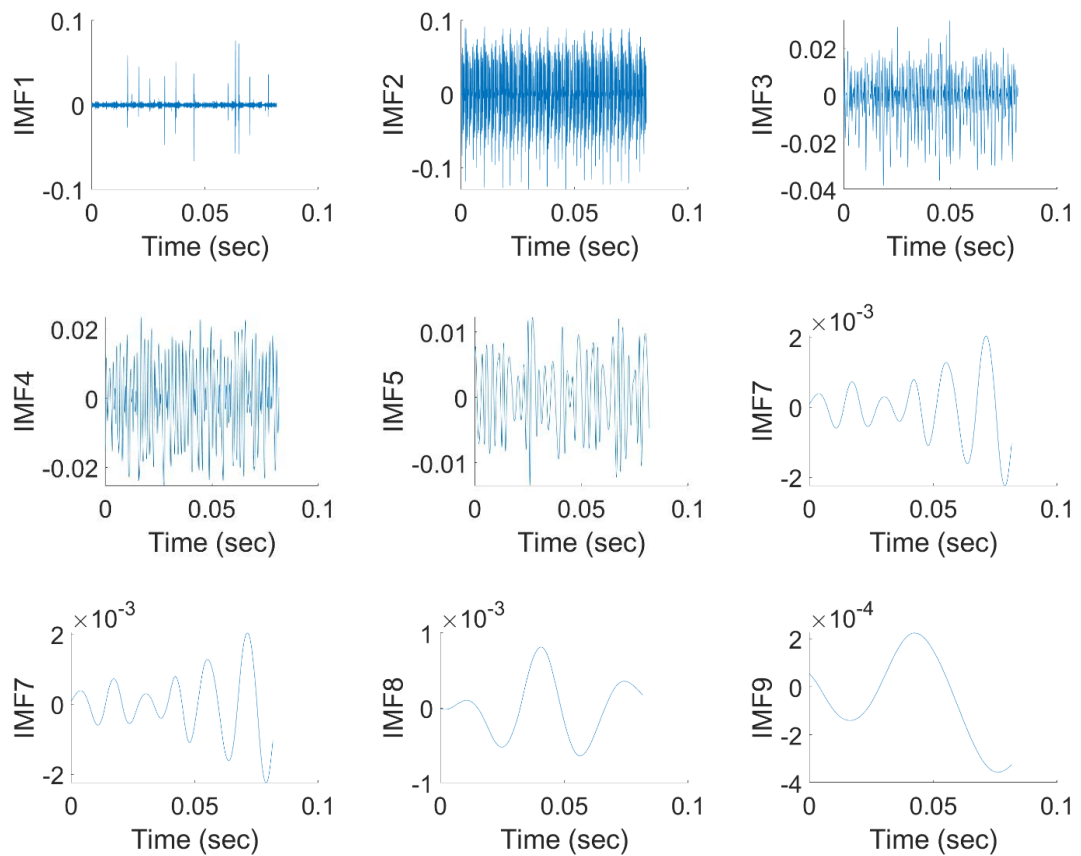 0.1
0
-0.1
IMF1
0 0.05 0.1
Time (sec)
0.1
0
-0.1
IMF2
0 0.05 0.1
Time (sec)
0.02
0
-0.02
-0.04
IMF3
0 0.05 0.1
Time (sec)
0.02
0
-0.02
IMF4
0 0.05 0.1
Time (sec)
0.01
0
-0.01
IMF5
0 0.05 0.1
Time (sec)
×10⁻³
2
0
-2
IMF7
0 0.05 0.1
Time (sec)
×10⁻³
2
0
-2
IMF7
0 0.05 0.1
Time (sec)
×10⁻³
1
0
-1
IMF8
0 0.05 0.1
Time (sec)
×10⁻⁴
2
0
-2
-4
IMF9
0 0.05 0.1
Time (sec)